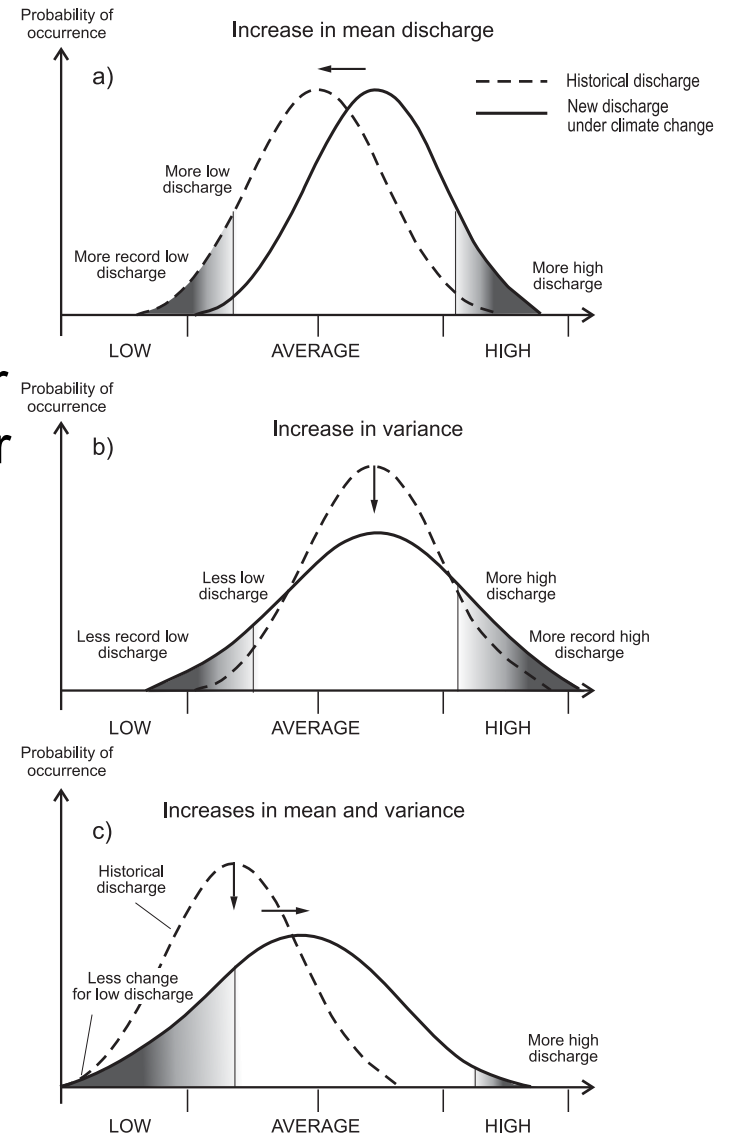 Probability of
occurrence
Increase in mean discharge
a)
Historical discharge
New discharge
under climate change
More low
discharge
More record low
discharge
More high
discharge
LOW
AVERAGE
HIGH
r
r
Probability of
occurrence
Increase in variance
b)
Less low
discharge
More high
discharge
Less record low
discharge
More record high
discharge
LOW
AVERAGE
HIGH
Probability of
occurrence
Increases in mean and variance
c)
Historical
discharge
Less change
for low discharge
More high
discharge
LOW
AVERAGE
HIGH